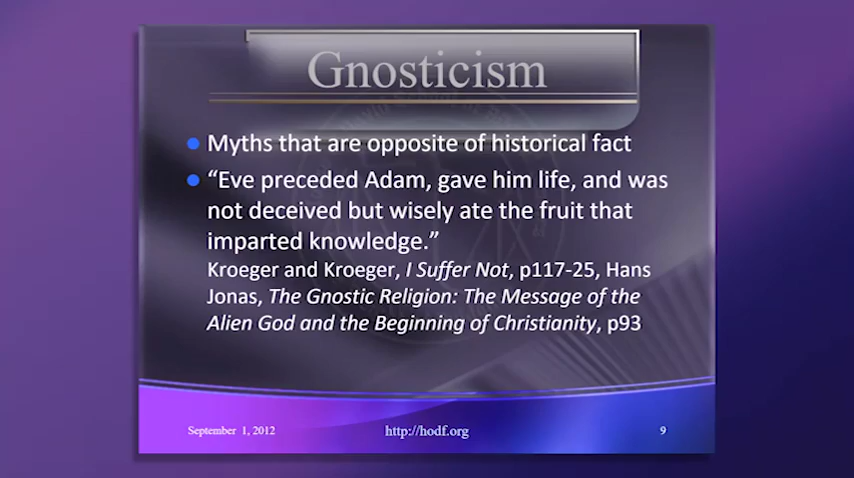 Gnosticism
Myths that are opposite of historical fact
“Eve preceded Adam, gave him life, and was
not deceived but wisely ate the fruit that
imparted knowledge.”
Kroeger and Kroeger, I Suffer Not, p117-25, Hans
Jonas, The Gnostic Religion: The Message of the
Alien God and the Beginning of Christianity, p93
September 1, 2012
http://hodf.org
9